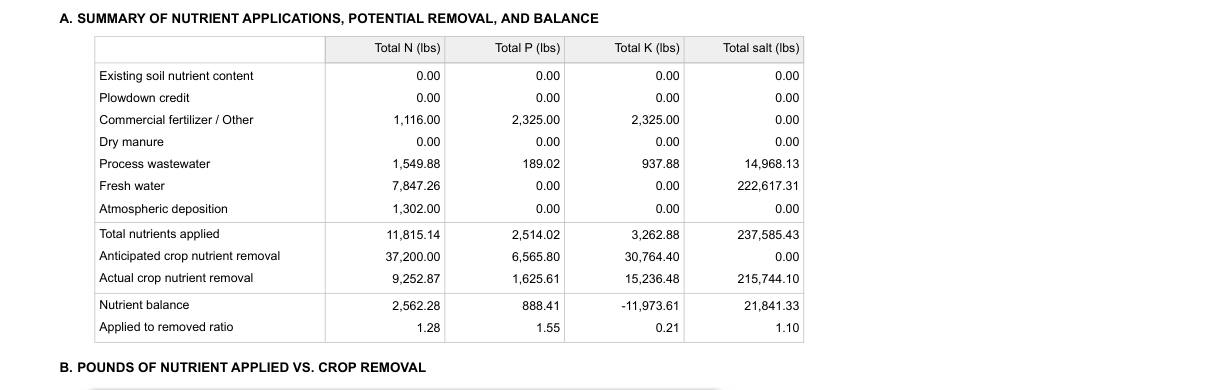 A. SUMMARY OF NUTRIENT APPLICATIONS, POTENTIAL REMOVAL, AND BALANCE
Total N (lbs) Total P (lbs) Total K (lbs) Total salt (lbs)
Existing soil nutrient content 0.00 0.00 0.00 0.00
Plowdown credit 0.00 0.00 0.00 0.00
Commercial fertilizer / Other 1,116.00 2,325.00 2,325.00 0.00
Dry manure 0.00 0.00 0.00 0.00
Process wastewater 1,549.88 189.02 937.88 14,968.13
Fresh water 7,847.26 0.00 0.00 222,617.31
Atmospheric deposition 1,302.00 0.00 0.00 0.00
Total nutrients applied 11,815.14 2,514.02 3,262.88 237,585.43
Anticipated crop nutrient removal 37,200.00 6,565.80 30,764.40 0.00
Actual crop nutrient removal 9,252.87 1,625.61 15,236.48 215,744.10
Nutrient balance 2,562.28 888.41 -11,973.61 21,841.33
Applied to removed ratio 1.28 1.55 0.21 1.10
B. POUNDS OF NUTRIENT APPLIED VS. CROP REMOVAL